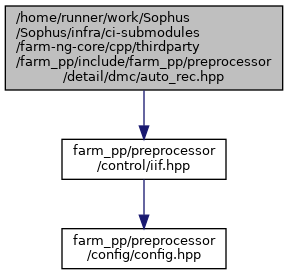 /home/runner/work/Sophus
/Sophus/infra/ci-submodules
/farm-ng-core/cpp/thirdparty
/farm_pp/include/farm_pp/preprocessor
/detail/dmc/auto_rec.hpp
farm_pp/preprocessor
/control/iif.hpp
farm_pp/preprocessor
/config/config.hpp